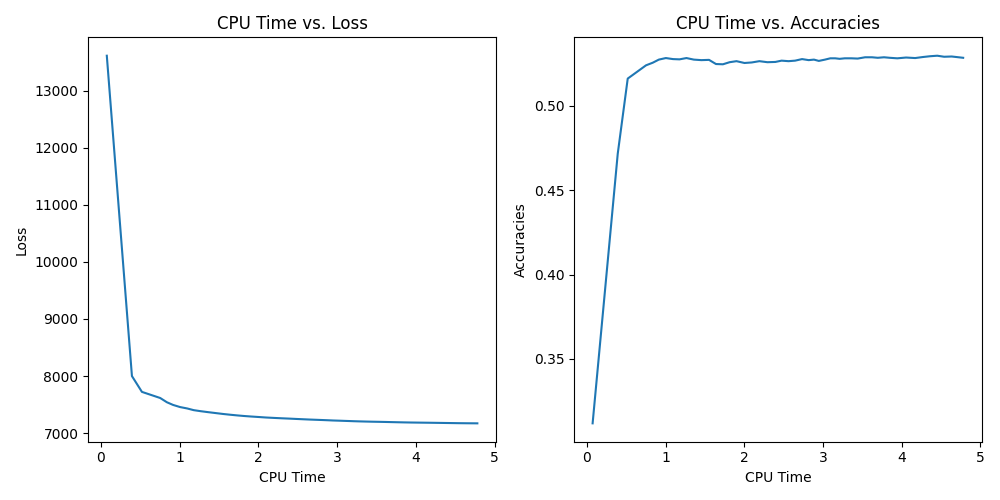 CPU Time vs. Loss
Loss
13000
12000
11000
10000
9000
8000
7000
0 1 2 3 4 5
CPU Time
CPU Time vs. Accuracies
Accuracies
0.50
0.45
0.40
0.35
0 1 2 3 4 5
CPU Time